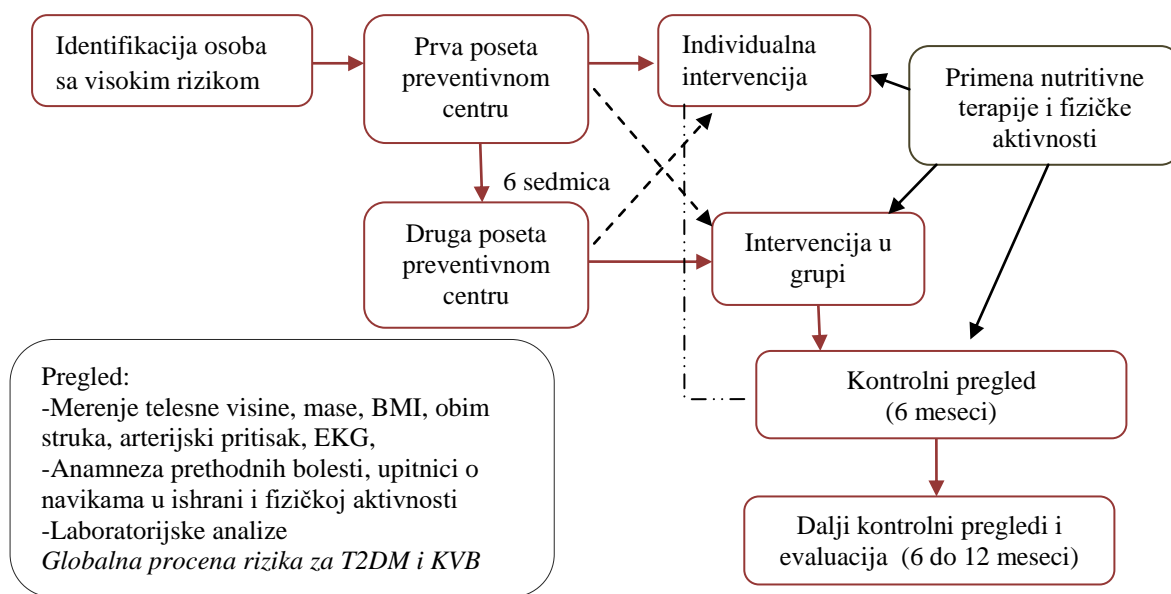 Identifikacija osoba
sa visokim rizikom
Prva poseta
preventivnom
centru
Individualna
intervencija
Primena nutritivne
terapije i fizičke
aktivnosti
6 sedmica
Druga poseta
preventivnom
centru
Intervencija u
grupi
Pregled:
-Merenje telesne visine, mase, BMI, obim
struka, arterijski pritisak, EKG,
-Anamneza prethodnih bolesti, upitnici o
navikama u ishrani i fizičkoj aktivnosti
-Laboratorijske analize
Globalna procena rizika za T2DM i KVB
Kontrolni pregled
(6 meseci)
Dalji kontrolni pregledi i
evaluacija (6 do 12 meseci)